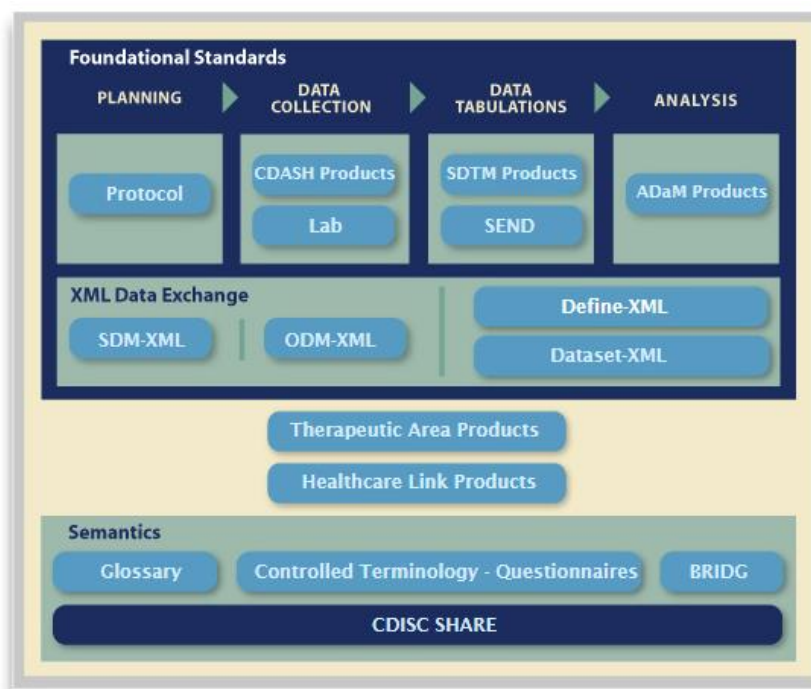 Foundational Standards
PLANNING
DATA
COLLECTION
DATA
TABULATIONS
ANALYSIS
Protocol
CDASH Products
Lab
SDTM Products
SEND
ADaM Products
XML Data Exchange
SDM-XML
ODM-XML
Define-XML
Dataset-XML
Therapeutic Area Products
Healthcare Link Products
Semantics
Glossary
Controlled Terminology - Questionnaires
BRIDG
CDISC SHARE